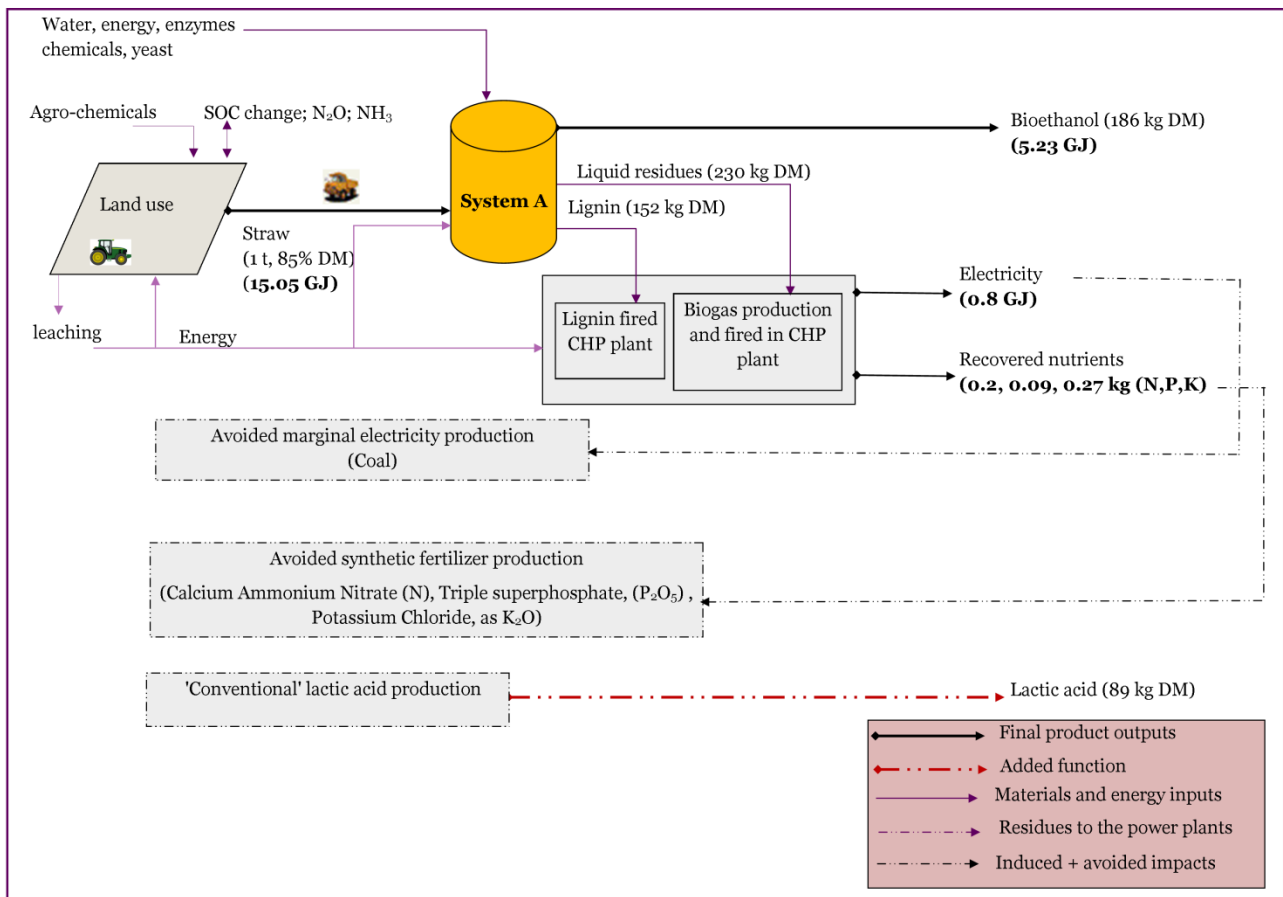 Water, energy, enzymes
chemicals, yeast
Agro-chemicals
SOC change; N₂O; NH₃
Bioethanol (186 kg DM)
(5.23 GJ)
Land use
System A
Liquid residues (230 kg DM)
Lignin (152 kg DM)
Straw
(1 t, 85% DM)
(15.05 GJ)
leaching
Energy
Lignin fired
CHP plant
Biogas production
and fired in CHP
plant
Electricity
(0.8 GJ)
Recovered nutrients
(0.2, 0.09, 0.27 kg (N,P,K)
Avoided marginal electricity production
(Coal)
Avoided synthetic fertilizer production
(Calcium Ammonium Nitrate (N), Triple superphosphate, (P₂O₅) ,
Potassium Chloride, as K₂O)
'Conventional' lactic acid production
Lactic acid (89 kg DM)
Final product outputs
Added function
Materials and energy inputs
Residues to the power plants
Induced + avoided impacts